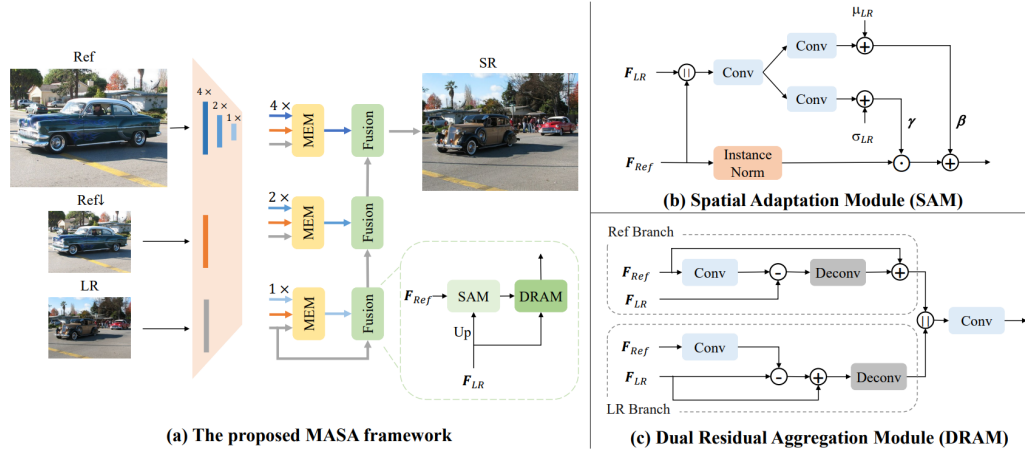 Ref
4×
2×
1×
Ref↓
LR
4×
MEM
Fusion
SR
2×
MEM
Fusion
1×
MEM
Fusion
F_Ref
SAM
DRAM
Up
F_LR
(a) The proposed MASA framework
μ_LR
Conv
+
F_LR
||
Conv
Conv
+
σ_LR
γ
β
F_Ref
Instance
Norm
·
+
(b) Spatial Adaptation Module (SAM)
Ref Branch
F_Ref
Conv
-
Deconv
+
F_LR
||
Conv
F_Ref
Conv
F_LR
-
+
Deconv
LR Branch
(c) Dual Residual Aggregation Module (DRAM)